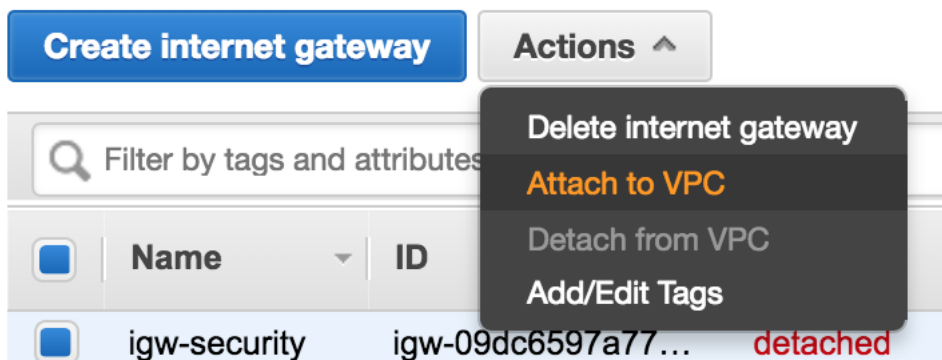 Create internet gateway
Actions
Delete internet gateway
Filter by tags and attributes
Attach to VPC
Detach from VPC
Name
ID
Add/Edit Tags
igw-security
igw-09dc6597a77...
detached